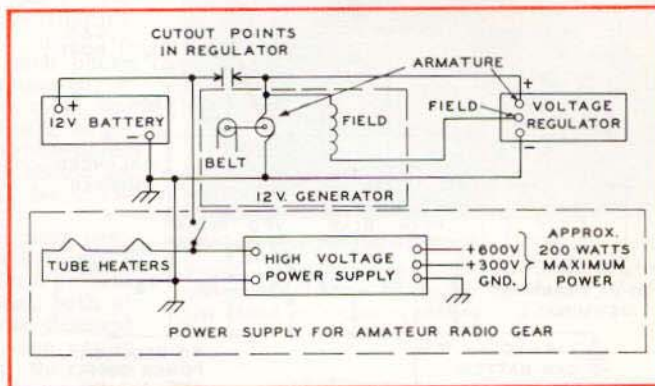 CUTOUT POINTS
IN REGULATOR
ARMATURE
+
12V BATTERY
-
FIELD
BELT
12 V. GENERATOR
+
FIELD
VOLTAGE
REGULATOR
-
TUBE HEATERS
HIGH VOLTAGE
POWER SUPPLY
+600V
+300V
GND.
APPROX.
200 WATTS
MAXIMUM
POWER
POWER SUPPLY FOR AMATEUR RADIO GEAR